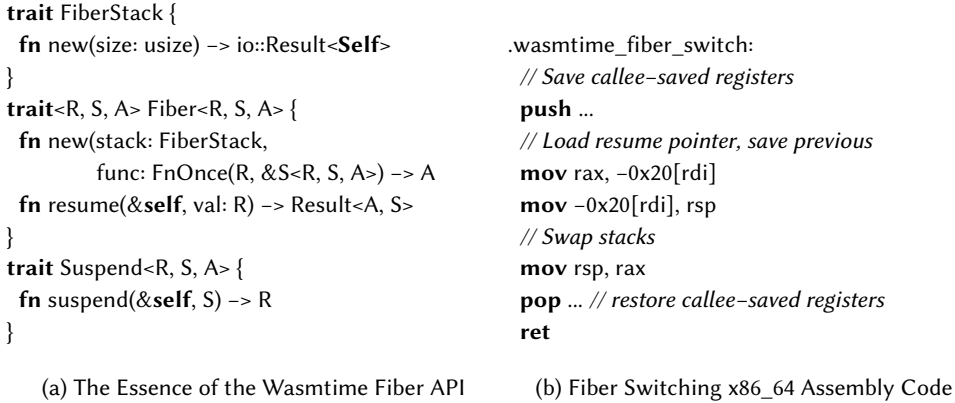 trait FiberStack {
fn new(size: usize) –> io::Result<Self>
}
trait<R, S, A> Fiber<R, S, A> {
fn new(stack: FiberStack,
func: FnOnce(R, &S<R, S, A>) –> A
fn resume(&self, val: R) –> Result<A, S>
}
trait Suspend<R, S, A> {
fn suspend(&self, S) –> R
}
(a) The Essence of the Wasmtime Fiber API
.wasmtime_fiber_switch:
// Save callee–saved registers
push ...
// Load resume pointer, save previous
mov rax, –0x20[rdi]
mov –0x20[rdi], rsp
// Swap stacks
mov rsp, rax
pop ... // restore callee–saved registers
ret
(b) Fiber Switching x86_64 Assembly Code